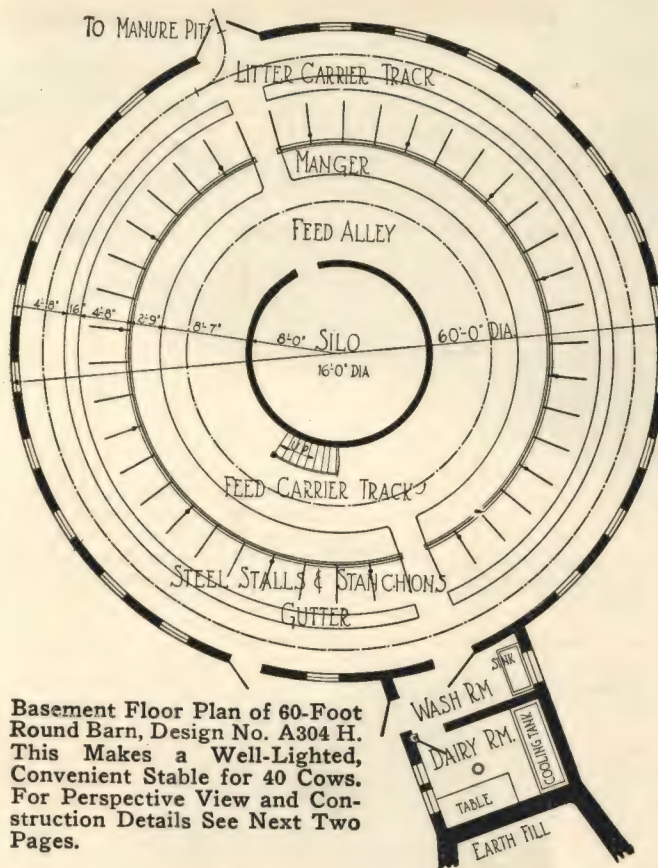 TO MANURE PIT
LITTER CARRIER TRACK
MANGER
FEED ALLEY
4'-8" 16" 4'-8" 2'-9" 8'-7" 8'-0" SILO 60'-0" DIA
16'-0" DIA
UP
FEED CARRIER TRACK
STEEL STALLS & STANCHIONS
GUTTER
SINK
WASH RM
DAIRY RM.
COOLING TANK
TABLE
EARTH FILL
Basement Floor Plan of 60-Foot
Round Barn, Design No. A304 H.
This Makes a Well-Lighted,
Convenient Stable for 40 Cows.
For Perspective View and Con-
struction Details See Next Two
Pages.